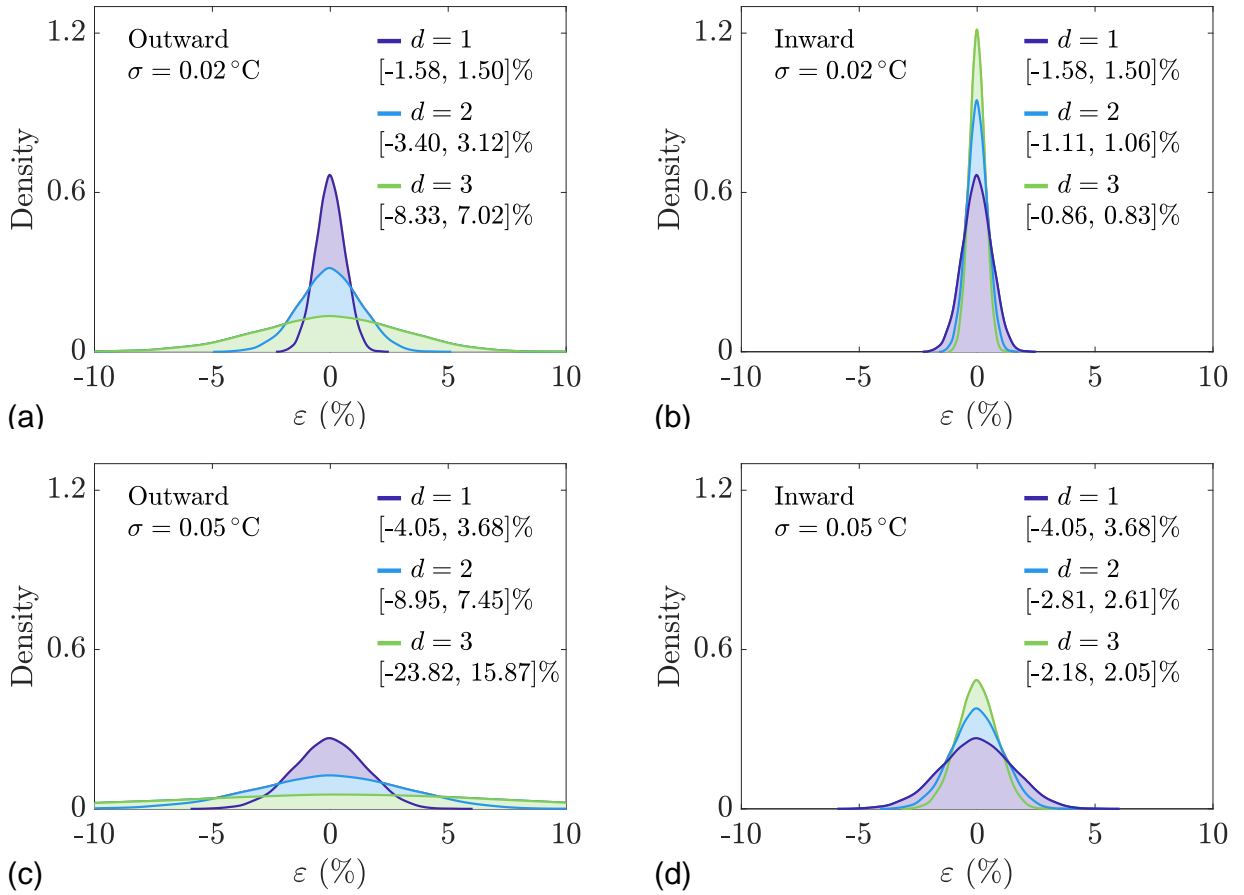 1.2
0.6
0
Density
Outward
σ = 0.02 °C
d = 1
[-1.58, 1.50]%
d = 2
[-3.40, 3.12]%
d = 3
[-8.33, 7.02]%
-10 -5 0 5 10
ε (%)
(a)
1.2
0.6
0
Density
Inward
σ = 0.02 °C
d = 1
[-1.58, 1.50]%
d = 2
[-1.11, 1.06]%
d = 3
[-0.86, 0.83]%
-10 -5 0 5 10
ε (%)
(b)
1.2
0.6
0
Density
Outward
σ = 0.05 °C
d = 1
[-4.05, 3.68]%
d = 2
[-8.95, 7.45]%
d = 3
[-23.82, 15.87]%
-10 -5 0 5 10
ε (%)
(c)
1.2
0.6
0
Density
Inward
σ = 0.05 °C
d = 1
[-4.05, 3.68]%
d = 2
[-2.81, 2.61]%
d = 3
[-2.18, 2.05]%
-10 -5 0 5 10
ε (%)
(d)